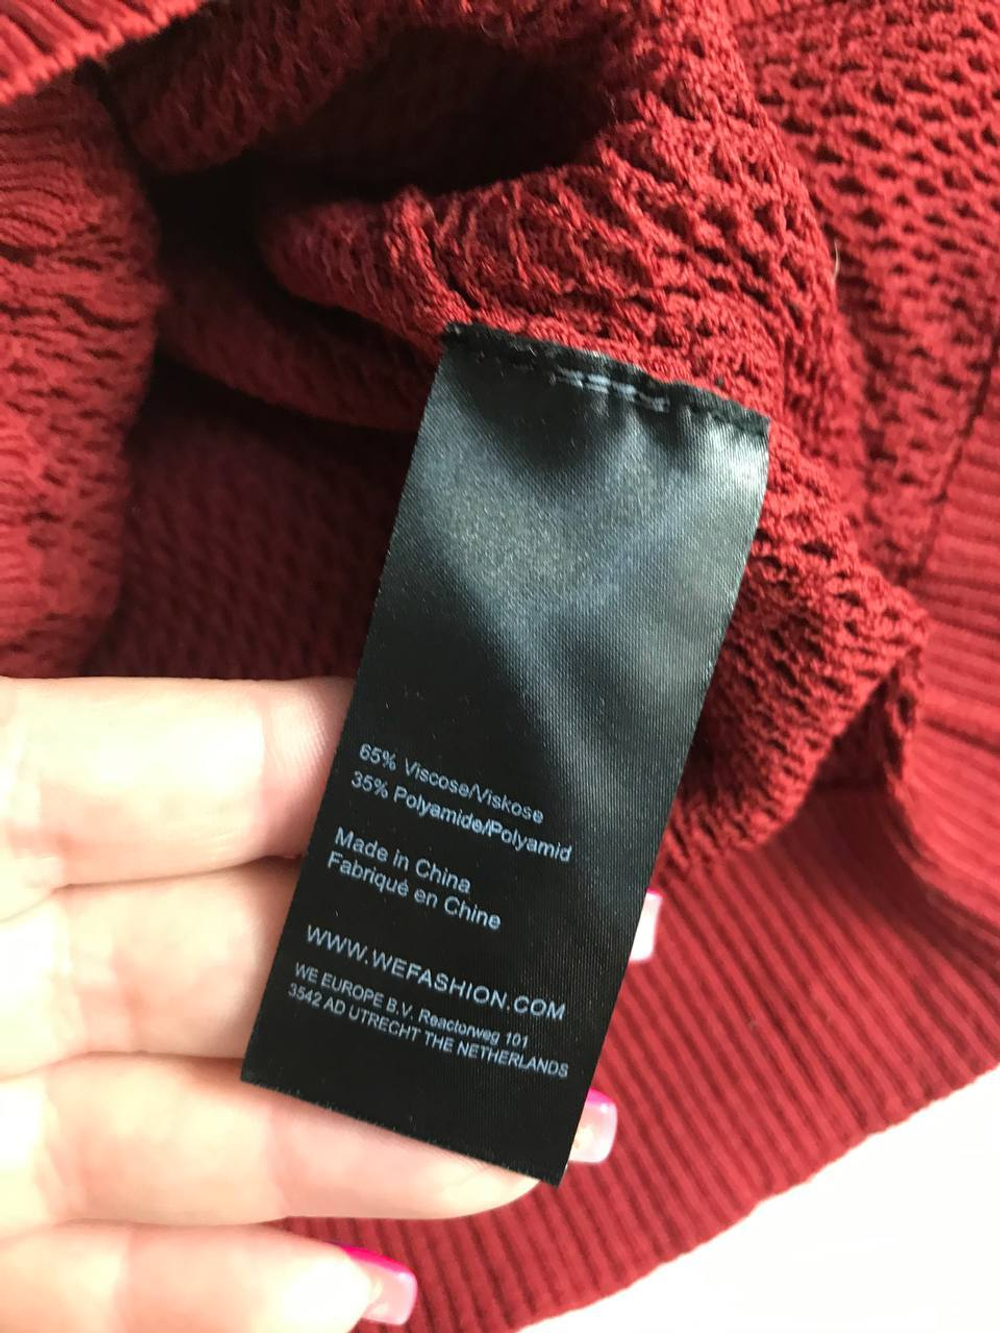 65% Viscose/Viskose
35% Polyamide/Polyamid
Made in China
Fabriqué en Chine
WWW.WEFASHION.COM
WE EUROPE B.V. Reactorweg 101
3542 AD UTRECHT THE NETHERLANDS